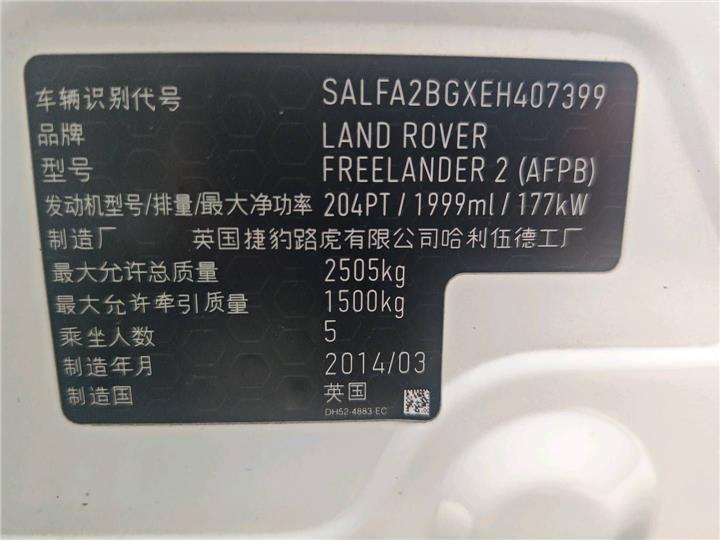 车辆识别代号 SALFA2BGXEH407399
品牌 LAND ROVER
型号 FREELANDER 2 (AFPB)
发动机型号/排量/最大净功率 204PT / 1999ml / 177kW
制造厂 英国捷豹路虎有限公司哈利伍德工厂
最大允许总质量 2505kg
最大允许牵引质量 1500kg
乘坐人数 5
制造年月 2014/03
制造国 英国
DH52-4883-EC